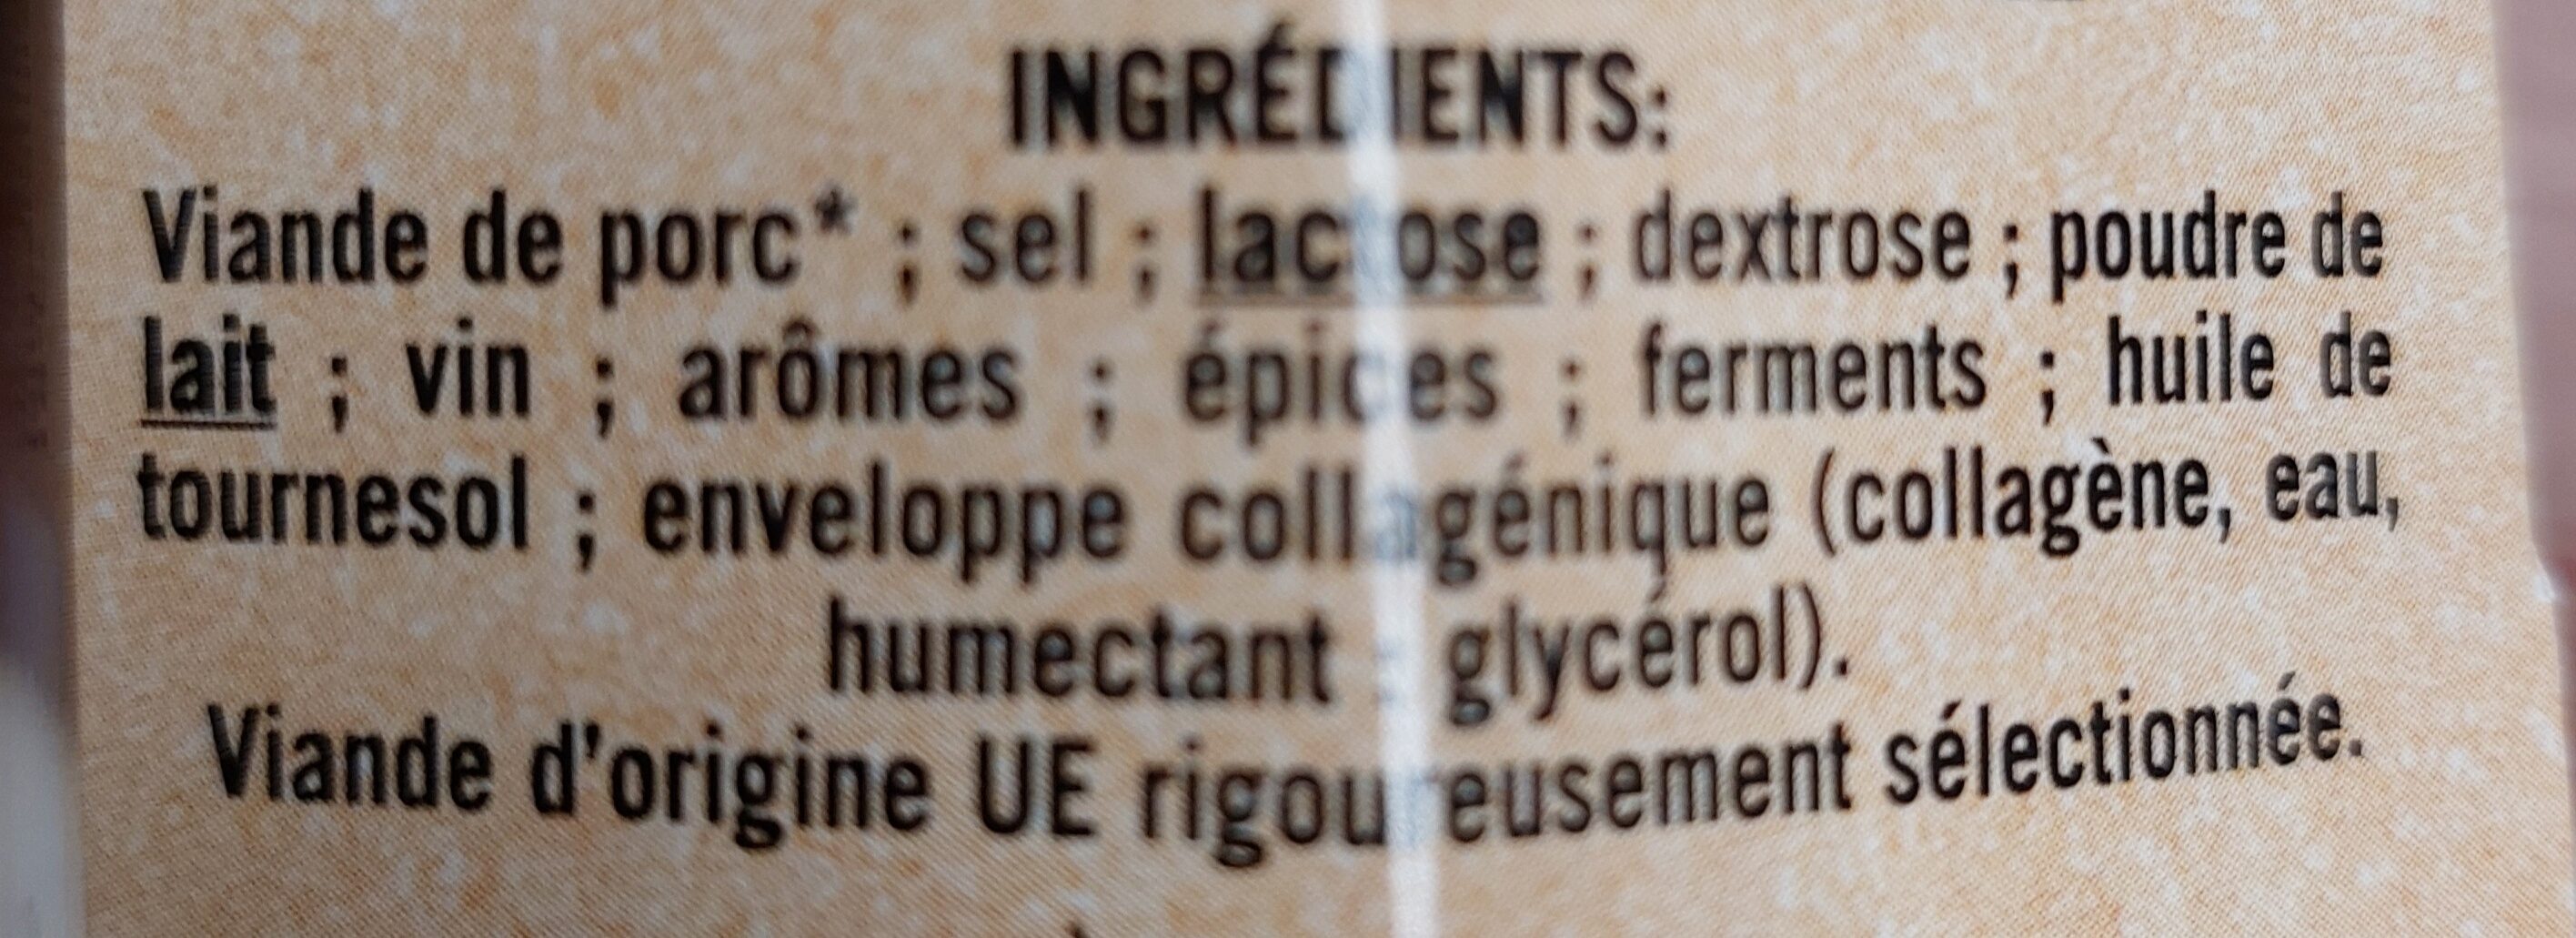 INGRÉDIENTS:
Viande de porc* ; sel ; lactose ; dextrose ; poudre de
lait ; vin ; arômes ; épices ; ferments ; huile de
tournesol ; enveloppe collagénique (collagène, eau,
humectant : glycérol).
Viande d'origine UE rigoureusement sélectionnée.